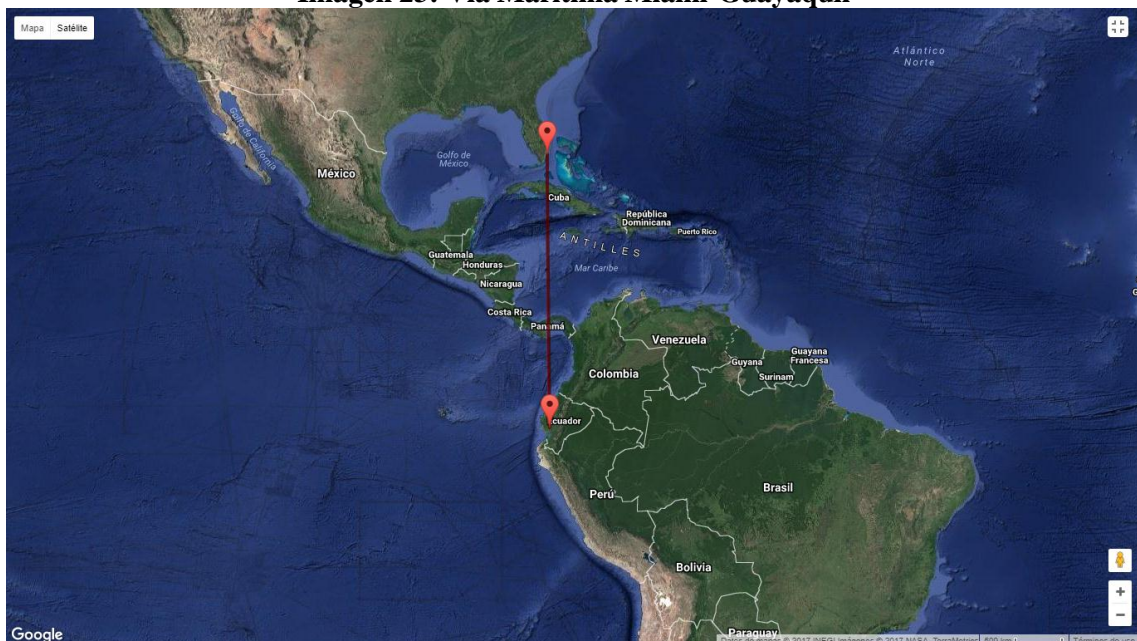 Imagen 25. Vía Marítima Miami-Guayaquil
Mapa Satélite
Atlántico
Norte
Golfo de California
Golfo de
México
México
Cuba
República
Dominicana
Puerto Rico
ANTILLES
Guatemala
Honduras
Mar Caribe
Nicaragua
Costa Rica
Panamá
Venezuela
Guyana
Guayana
Francesa
Surinam
Colombia
cuador
Brasil
Perú
Bolivia
Paraguay
Google